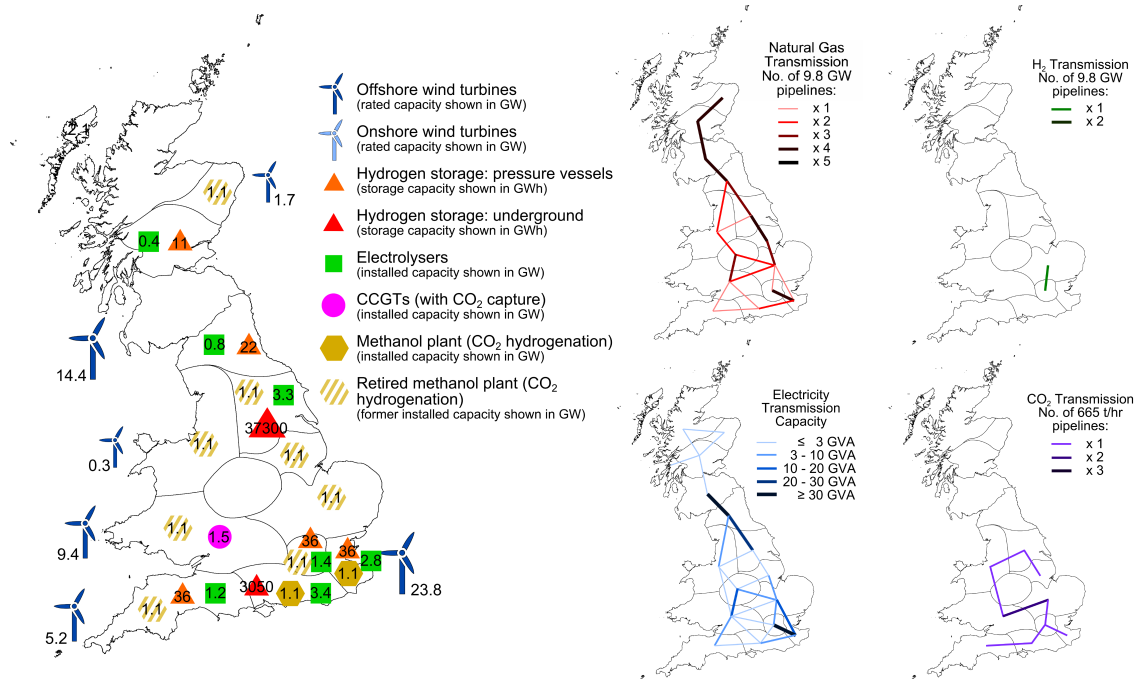 Offshore wind turbines
(rated capacity shown in GW)
Onshore wind turbines
(rated capacity shown in GW)
Hydrogen storage: pressure vessels
(storage capacity shown in GWh)
Hydrogen storage: underground
(storage capacity shown in GWh)
Electrolysers
(installed capacity shown in GW)
CCGTs (with CO2 capture)
(installed capacity shown in GW)
Methanol plant (CO2 hydrogenation)
(installed capacity shown in GW)
Retired methanol plant (CO2
hydrogenation)
(former installed capacity shown in GW)
1.1
1.7
0.4
11
0.8
22
14.4
1.1
3.3
37300
1.1
0.3
1.1
1.1
1.1
1.5
9.4
36
36
1.1
1.4
2.8
1.1
23.8
3050
36
1.2
1.1
3.4
1.1
5.2
Natural Gas
Transmission
No. of 9.8 GW
pipelines:
x 1
x 2
x 3
x 4
x 5
H2 Transmission
No. of 9.8 GW
pipelines:
x 1
x 2
Electricity
Transmission
Capacity
≤ 3 GVA
3 - 10 GVA
10 - 20 GVA
20 - 30 GVA
≥ 30 GVA
CO2 Transmission
No. of 665 t/hr
pipelines:
x 1
x 2
x 3